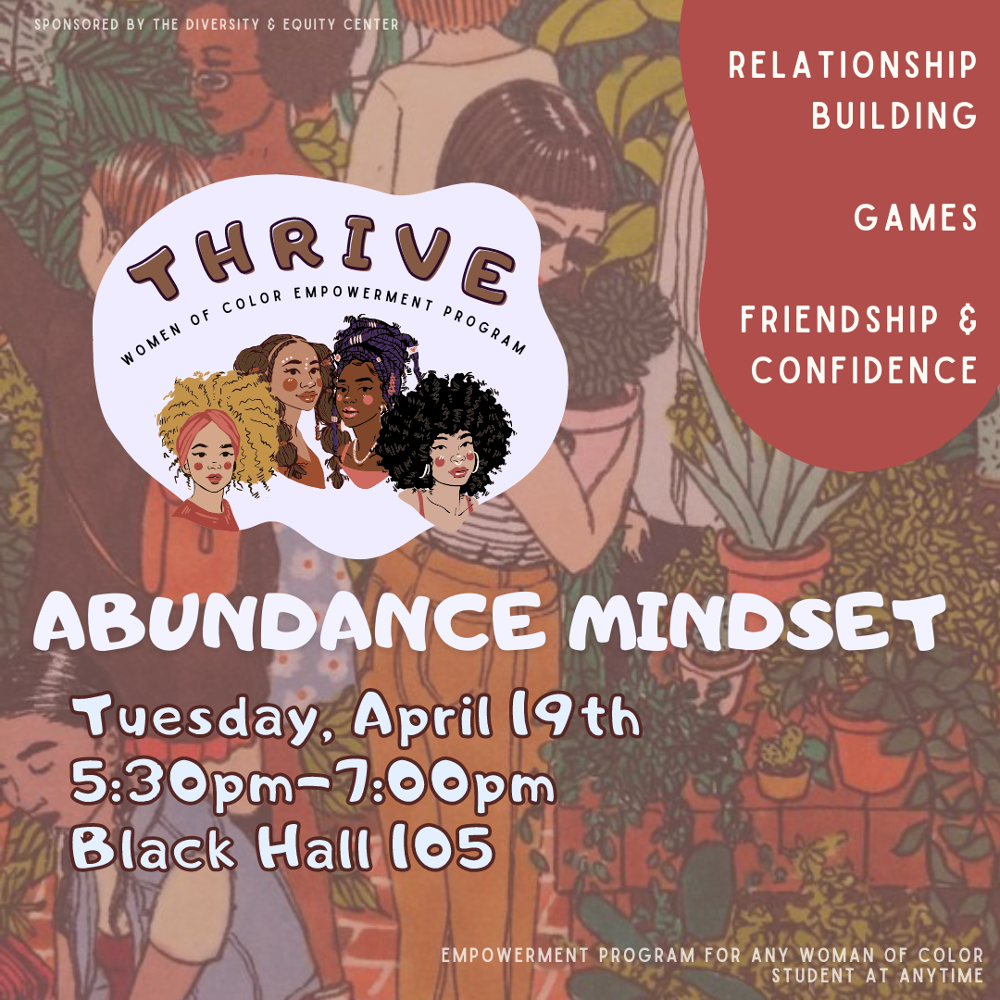 SPONSORED BY THE DIVERSITY & EQUITY CENTER
RELATIONSHIP
BUILDING
GAMES
FRIENDSHIP &
CONFIDENCE
THRIVE
WOMEN OF COLOR EMPOWERMENT PROGRAM
ABUNDANCE MINDSET
Tuesday, April 19th
5:30pm-7:00pm
Black Hall 105
EMPOWERMENT PROGRAM FOR ANY WOMAN OF COLOR
STUDENT AT ANYTIME